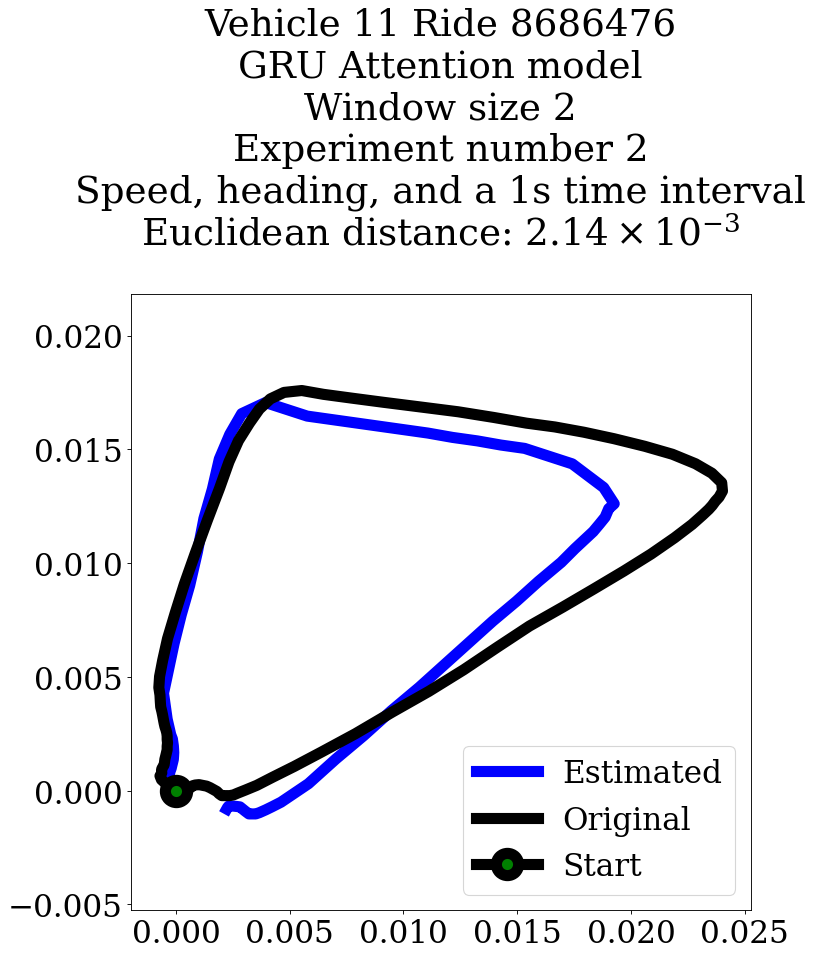 Vehicle 11 Ride 8686476
GRU Attention model
Window size 2
Experiment number 2
Speed, heading, and a 1s time interval
Euclidean distance: 2.14 × 10⁻³
0.020
0.015
0.010
0.005
0.000
−0.005
Estimated
Original
Start
0.000 0.005 0.010 0.015 0.020 0.025